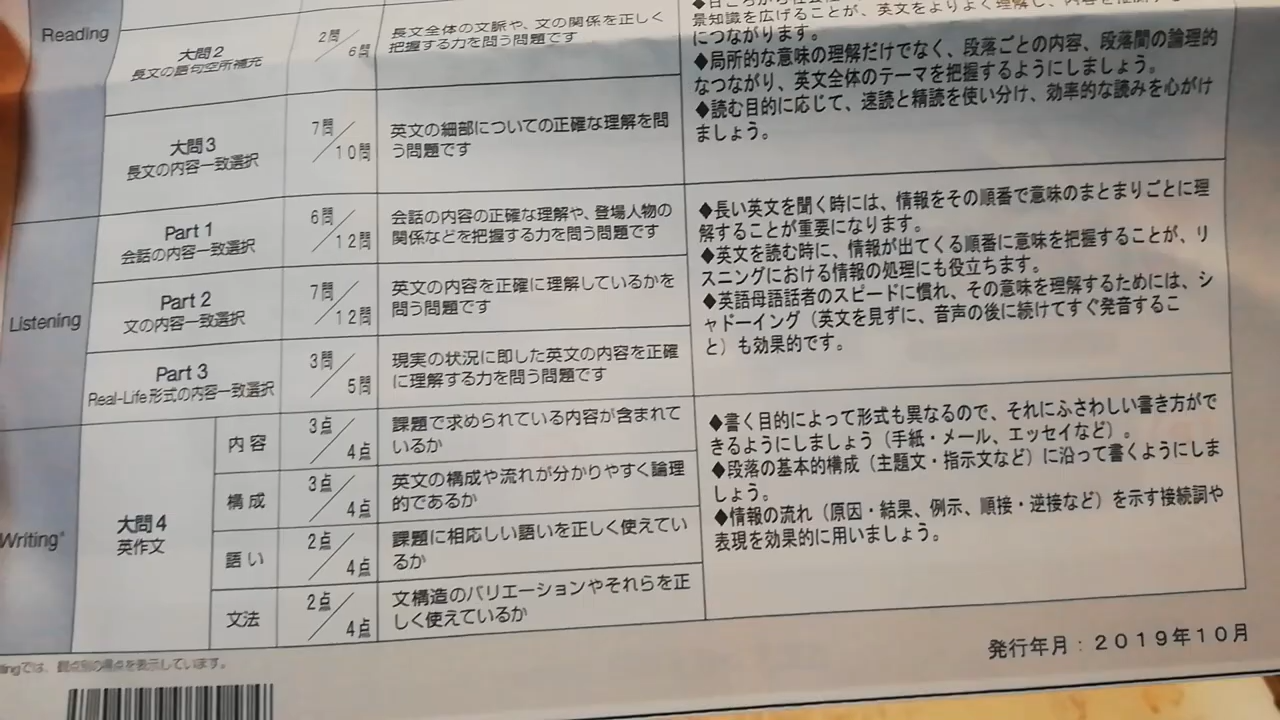 Reading
大問2
長文の語句空所補充
2問
6問
長文全体の文脈や、文の関係を正しく
把握する力を問う問題です
景知識を広げることが、英文をよりよく理解し、
につながります。
◆局所的な意味の理解だけでなく、段落ごとの内容、段落間の論理的
なつながり、英文全体のテーマを把握するようにしましょう。
◆読む目的に応じて、速読と精読を使い分け、効率的な読みを心がけ
ましょう。
大問3
長文の内容一致選択
7問
10問
英文の細部についての正確な理解を問
う問題です
Listening
Part 1
会話の内容一致選択
6問
12問
会話の内容の正確な理解や、登場人物の
関係などを把握する力を問う問題です
Part 2
文の内容一致選択
7問
12問
英文の内容を正確に理解しているかを
問う問題です
Part 3
Real-Life形式の内容一致選択
3問
5問
現実の状況に即した英文の内容を正確
に理解する力を問う問題です
◆長い英文を聞く時には、情報をその順番で意味のまとまりごとに理
解することが重要になります。
◆英文を読む時に、情報が出てくる順番に意味を把握することが、リ
スニングにおける情報の処理にも役立ちます。
◆英語母語話者のスピードに慣れ、その意味を理解するためには、シ
ャドーイング（英文を見ずに、音声の後に続けてすぐ発音するこ
と）も効果的です。
Writing*
大問4
英作文
内容
3点
4点
課題で求められている内容が含まれて
いるか
構成
3点
4点
英文の構成や流れが分かりやすく論理
的であるか
語い
2点
4点
課題に相応しい語いを正しく使えてい
るか
文法
2点
4点
文構造のバリエーションやそれらを正
しく使えているか
◆書く目的によって形式も異なるので、それにふさわしい書き方がで
きるようにしましょう（手紙・メール、エッセイなど）。
◆段落の基本的構成（主題文・指示文など）に沿って書くようにしま
しょう。
◆情報の流れ（原因・結果、例示、順接・逆接など）を示す接続詞や
表現を効果的に用いましょう。
ingでは、観点別の得点を表示しています。
発行年月：2019年10月